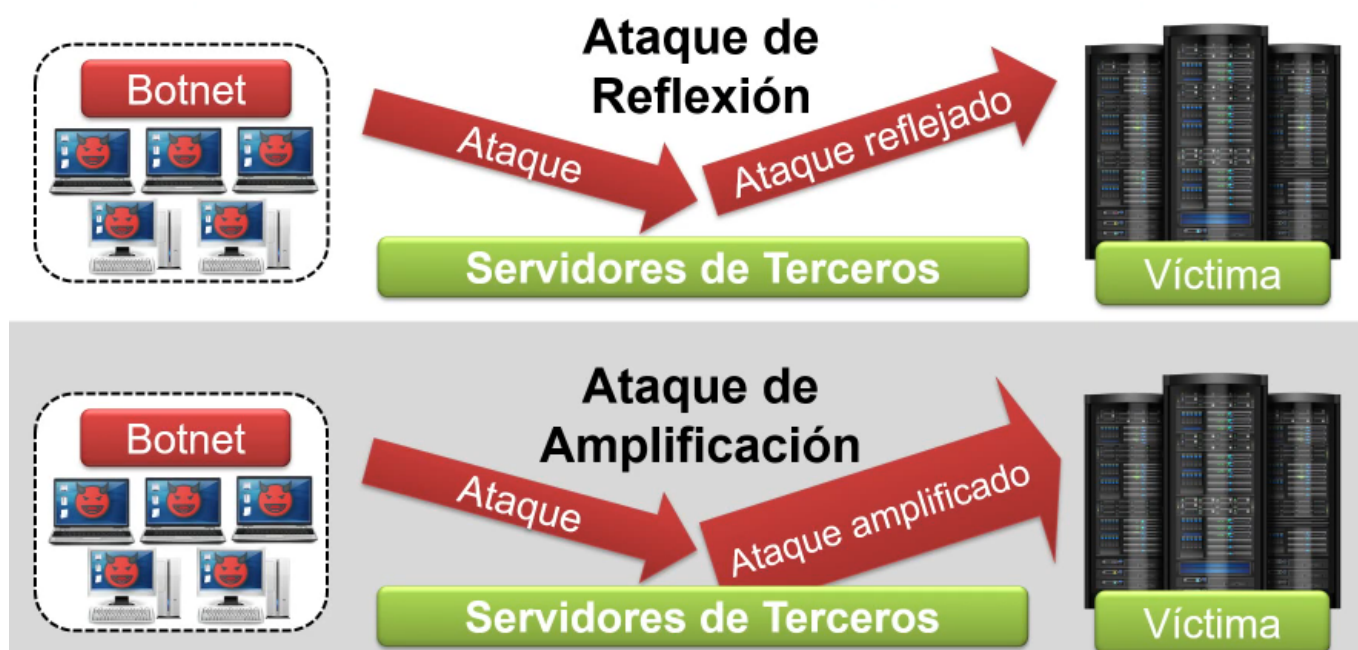 Ataque de
Reflexión
Botnet
Ataque
Ataque reflejado
Servidores de Terceros
Víctima
Ataque de
Amplificación
Botnet
Ataque
Ataque amplificado
Servidores de Terceros
Víctima